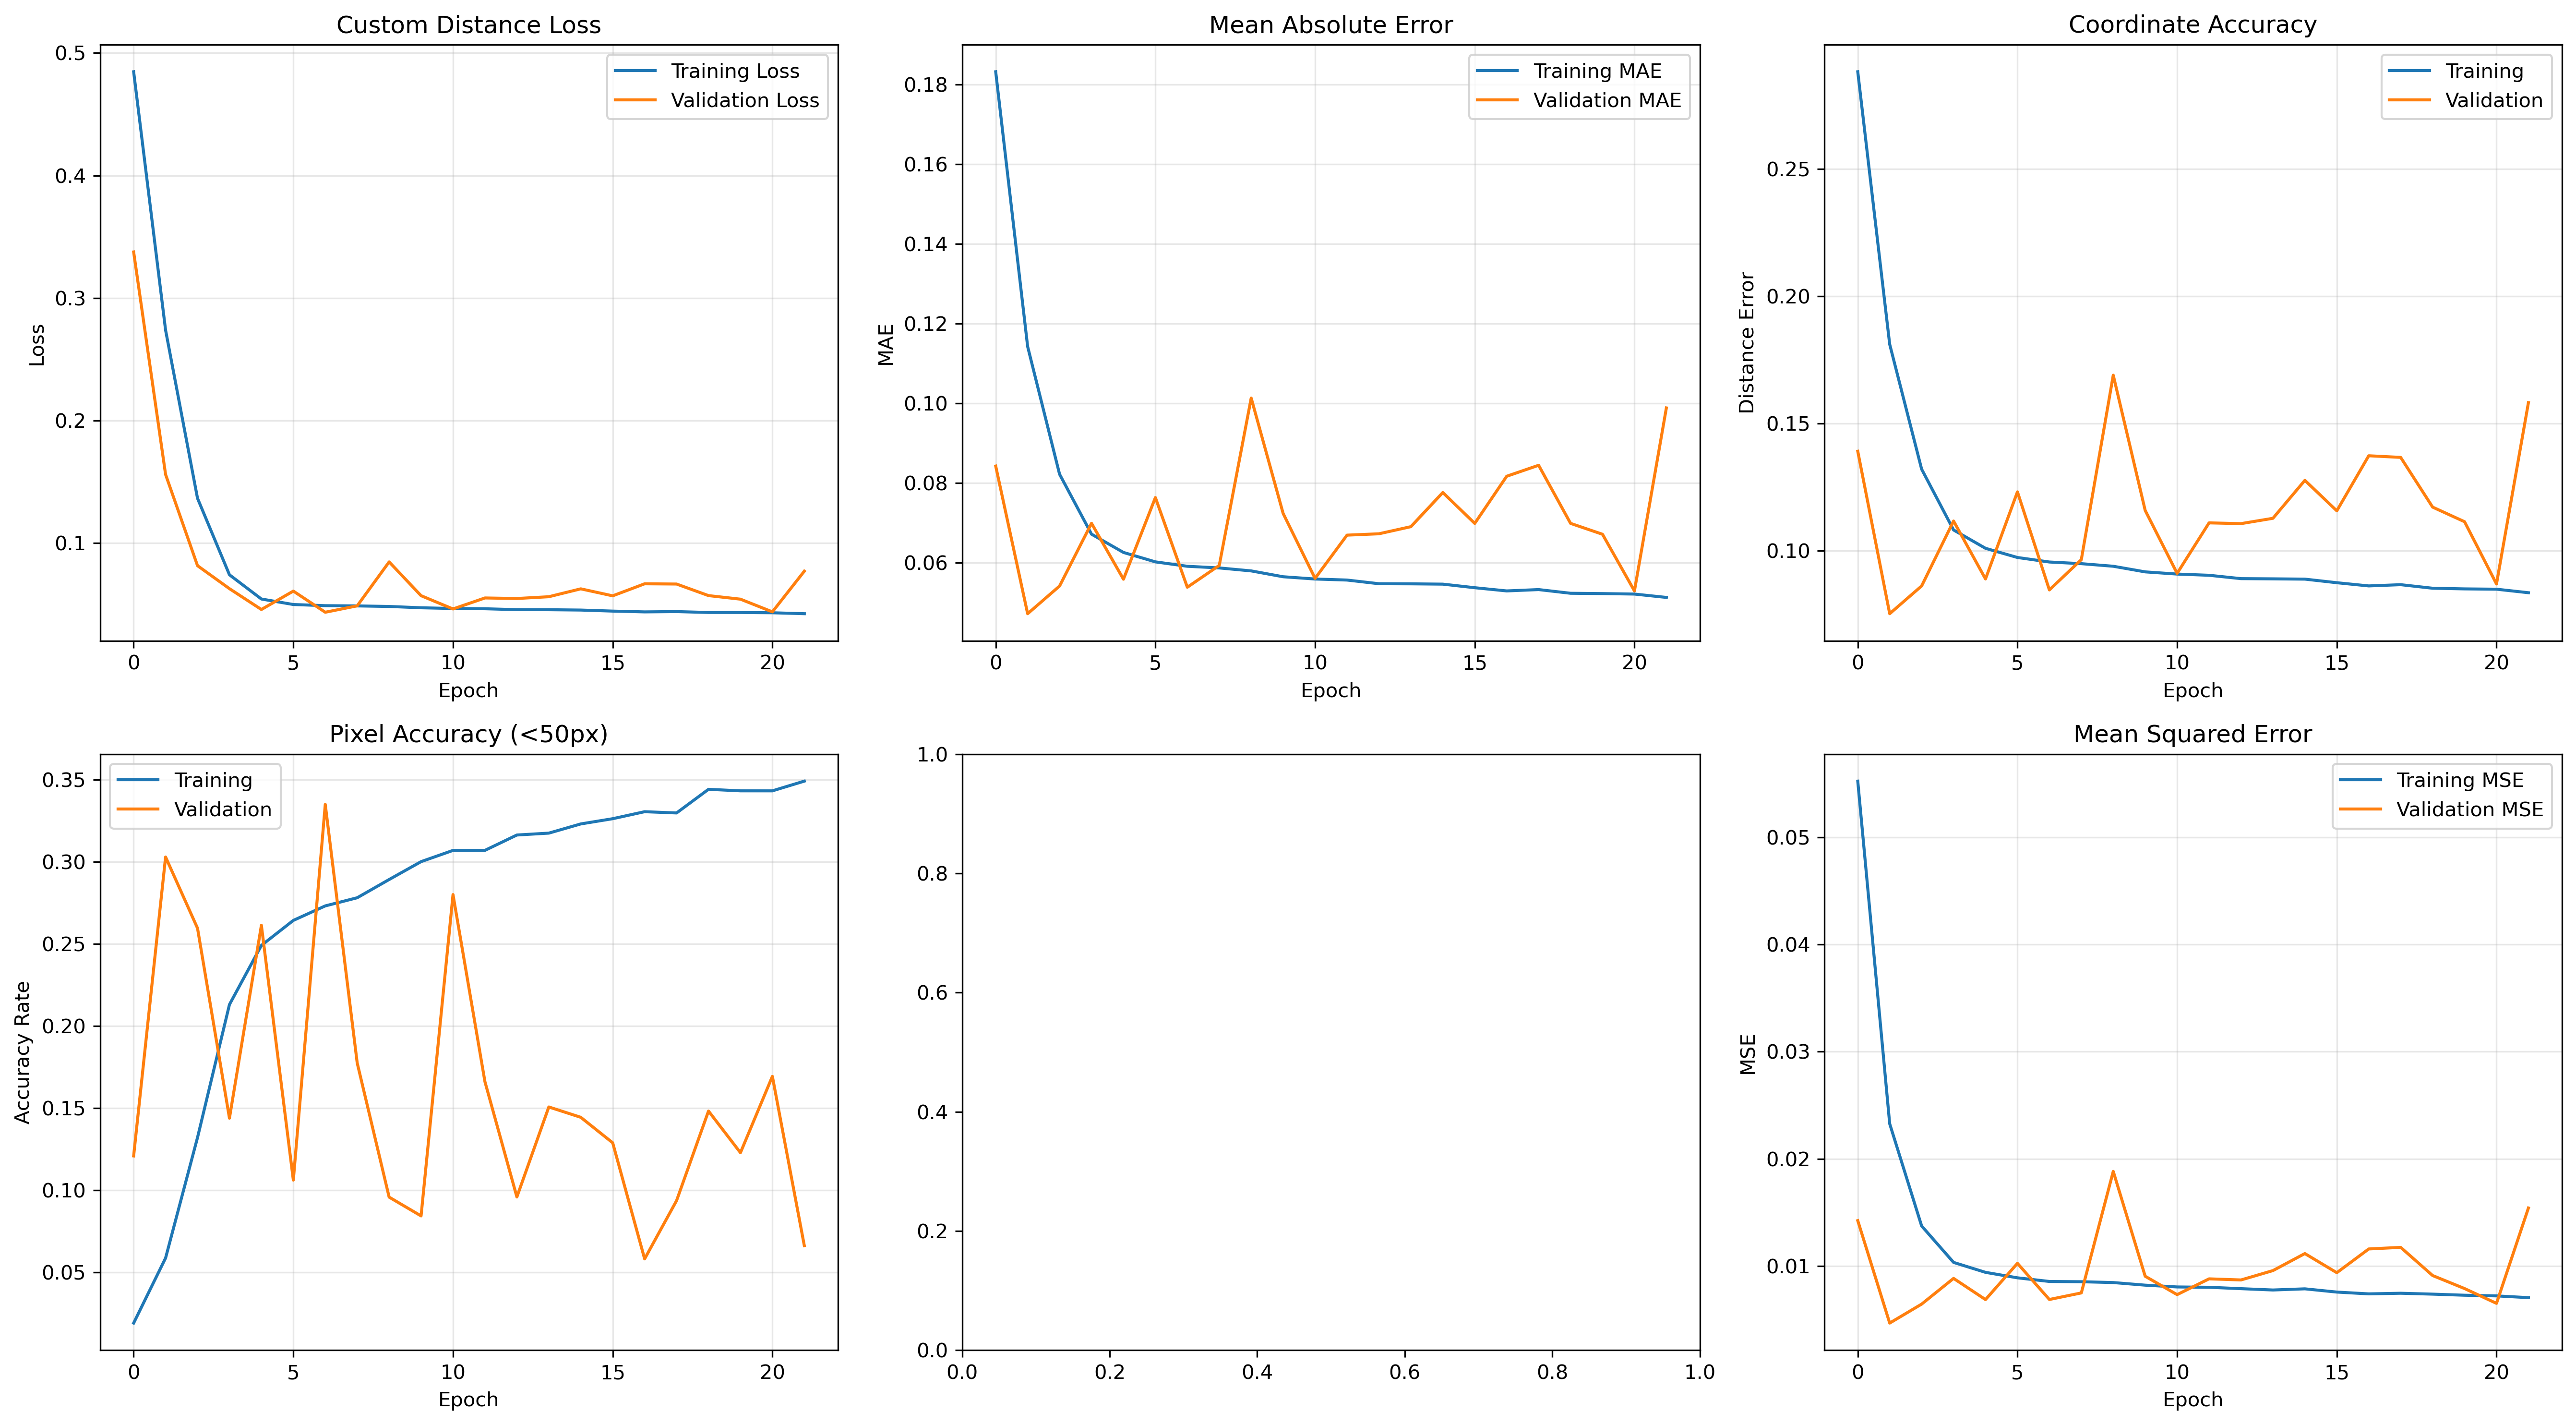 Custom Distance Loss
0.5
0.4
0.3
0.2
0.1
Loss
Training Loss
Validation Loss
0 5 10 15 20
Epoch
Mean Absolute Error
0.18
0.16
0.14
0.12
0.10
0.08
0.06
MAE
Training MAE
Validation MAE
0 5 10 15 20
Epoch
Coordinate Accuracy
0.25
0.20
0.15
0.10
Distance Error
Training
Validation
0 5 10 15 20
Epoch
Pixel Accuracy (<50px)
0.35
0.30
0.25
0.20
0.15
0.10
0.05
Accuracy Rate
Training
Validation
0 5 10 15 20
Epoch
1.0
0.8
0.6
0.4
0.2
0.0
0.0 0.2 0.4 0.6 0.8 1.0
Mean Squared Error
0.05
0.04
0.03
0.02
0.01
MSE
Training MSE
Validation MSE
0 5 10 15 20
Epoch